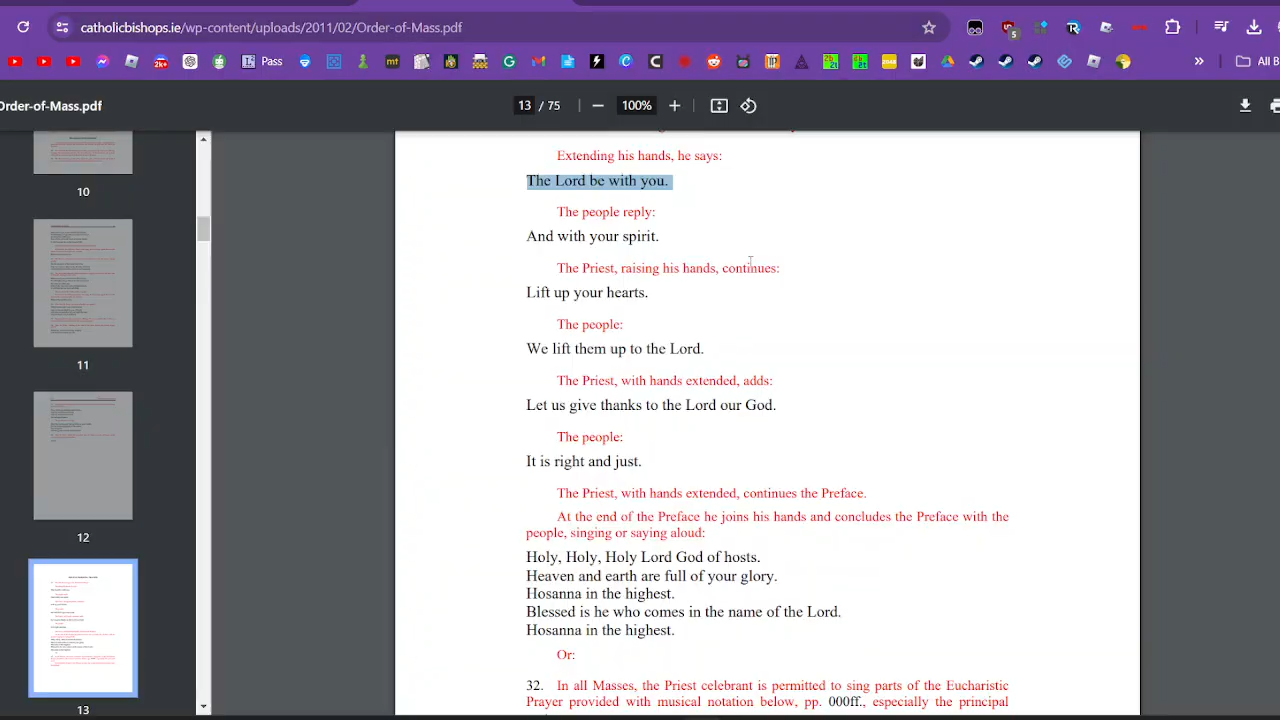 catholicbishops.ie/wp-content/uploads/2011/02/Order-of-Mass.pdf
5
2K+
Pass
mt
All B
Order-of-Mass.pdf
13 / 75
100%
Extending his hands, he says:
The Lord be with you.
The people reply:
And with your spirit.
The Priest, raising his hands, continues:
Lift up your hearts.
The people:
We lift them up to the Lord.
The Priest, with hands extended, adds:
Let us give thanks to the Lord our God.
The people:
It is right and just.
The Priest, with hands extended, continues the Preface.
At the end of the Preface he joins his hands and concludes the Preface with the
people, singing or saying aloud:
Holy, Holy, Holy Lord God of hosts.
Heaven and earth are full of your glory.
Hosanna in the highest.
Blessed is he who comes in the name of the Lord.
Hosanna in the highest.
Or:
32. In all Masses, the Priest celebrant is permitted to sing parts of the Eucharistic
Prayer provided with musical notation below, pp. 000ff., especially the principal
10
11
12
13